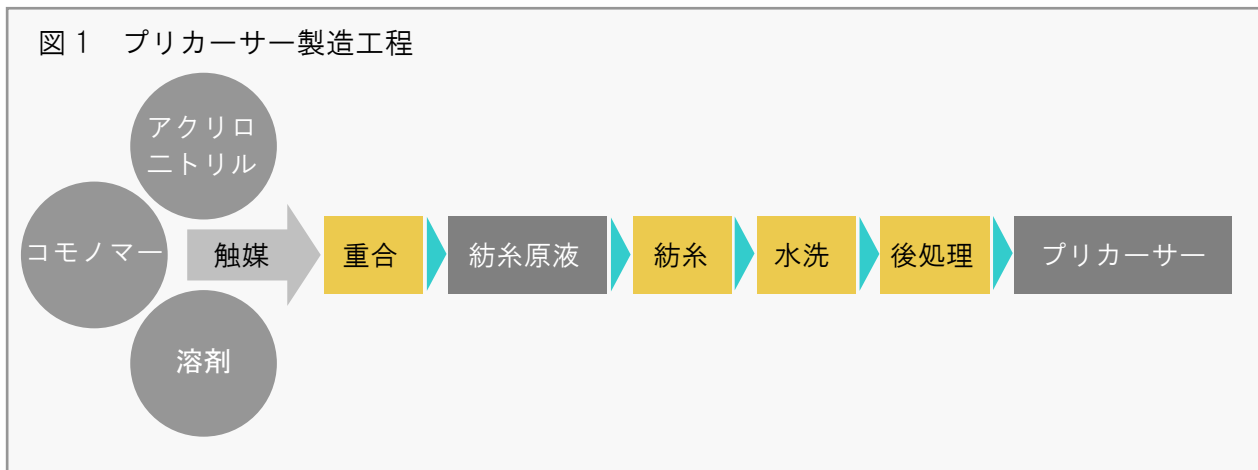 図1 プリカーサー製造工程
アクリロ
ニトリル
コモノマー
溶剤
触媒
重合
紡糸原液
紡糸
水洗
後処理
プリカーサー